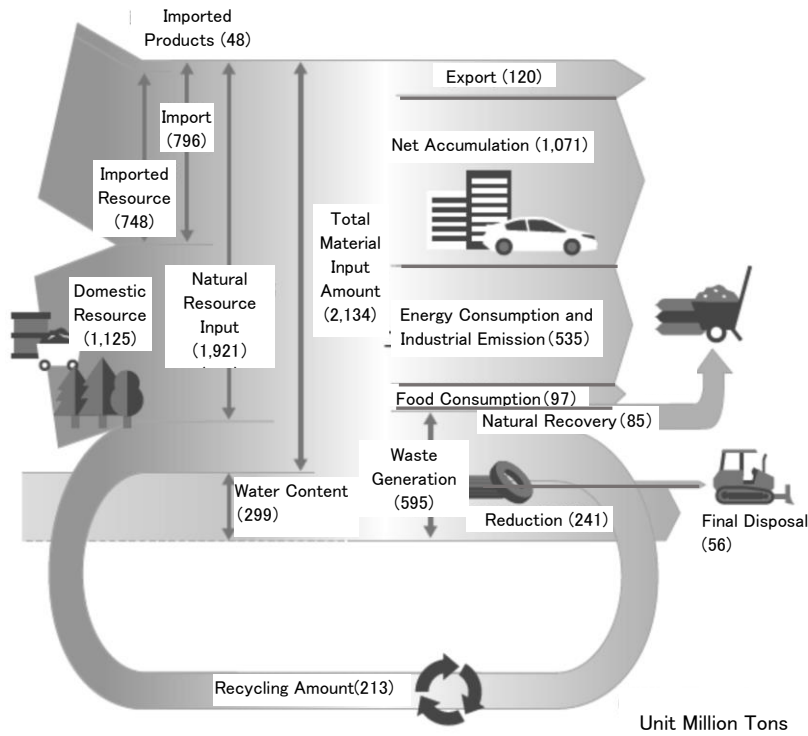 Imported
Products (48)
Export (120)
Import
(796)
Net Accumulation (1,071)
Imported
Resource
(748)
Total
Material
Input
Amount
(2,134)
Natural
Resource
Input
(1,921)
Domestic
Resource
(1,125)
Energy Consumption and
Industrial Emission(535)
Food Consumption(97)
Natural Recovery(85)
Waste
Generation
(595)
Water Content
(299)
Reduction (241)
Final Disposal
(56)
Recycling Amount(213)
Unit Million Tons